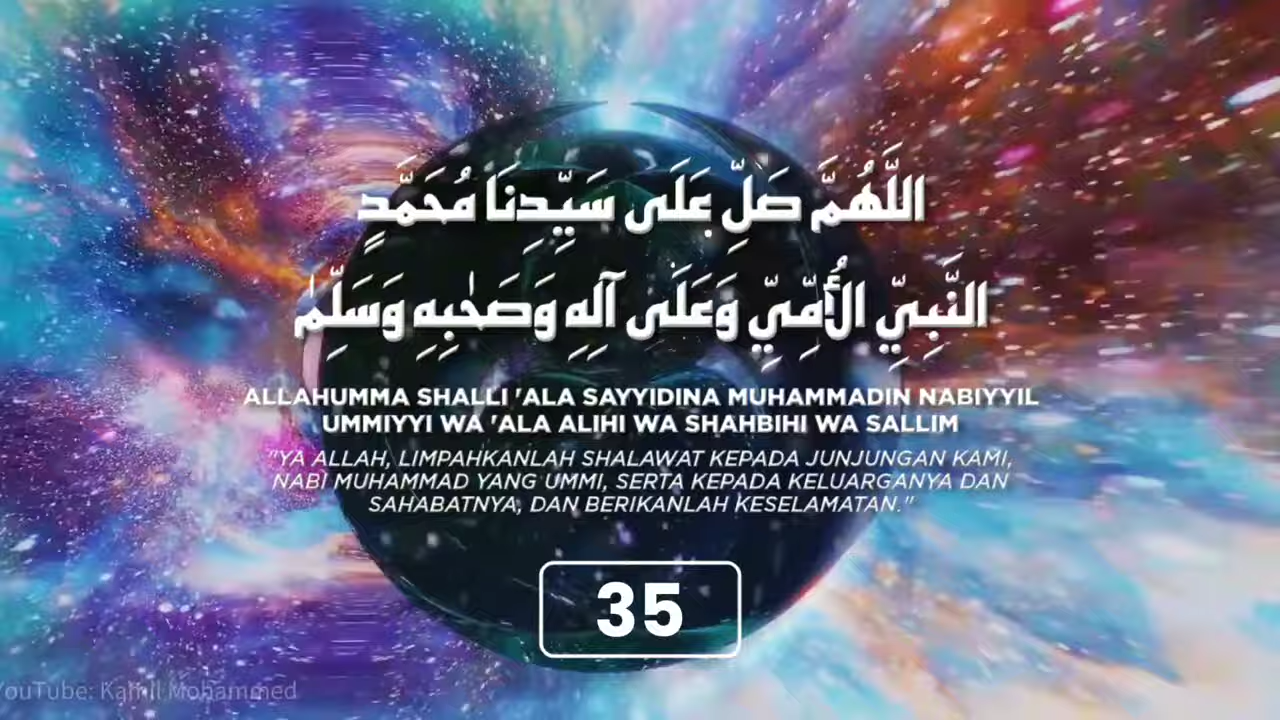 اللَّهُمَّ صَلِّ عَلَى سَيِّدِنَا مُحَمَّدٍ
النَّبِيِّ الأُمِّيِّ وَعَلَى آلِهِ وَصَحْبِهِ وَسَلِّمْ
ALLAHUMMA SHALLI 'ALA SAYYIDINA MUHAMMADIN NABIYYIL
UMMIYYI WA 'ALA ALIHI WA SHAHBIHI WA SALLIM
"YA ALLAH, LIMPAHKANLAH SHALAWAT KEPADA JUNJUNGAN KAMI,
NABI MUHAMMAD YANG UMMI, SERTA KEPADA KELUARGANYA DAN
SAHABATNYA, DAN BERIKANLAH KESELAMATAN."
35
YouTube: Kamil Mohammed